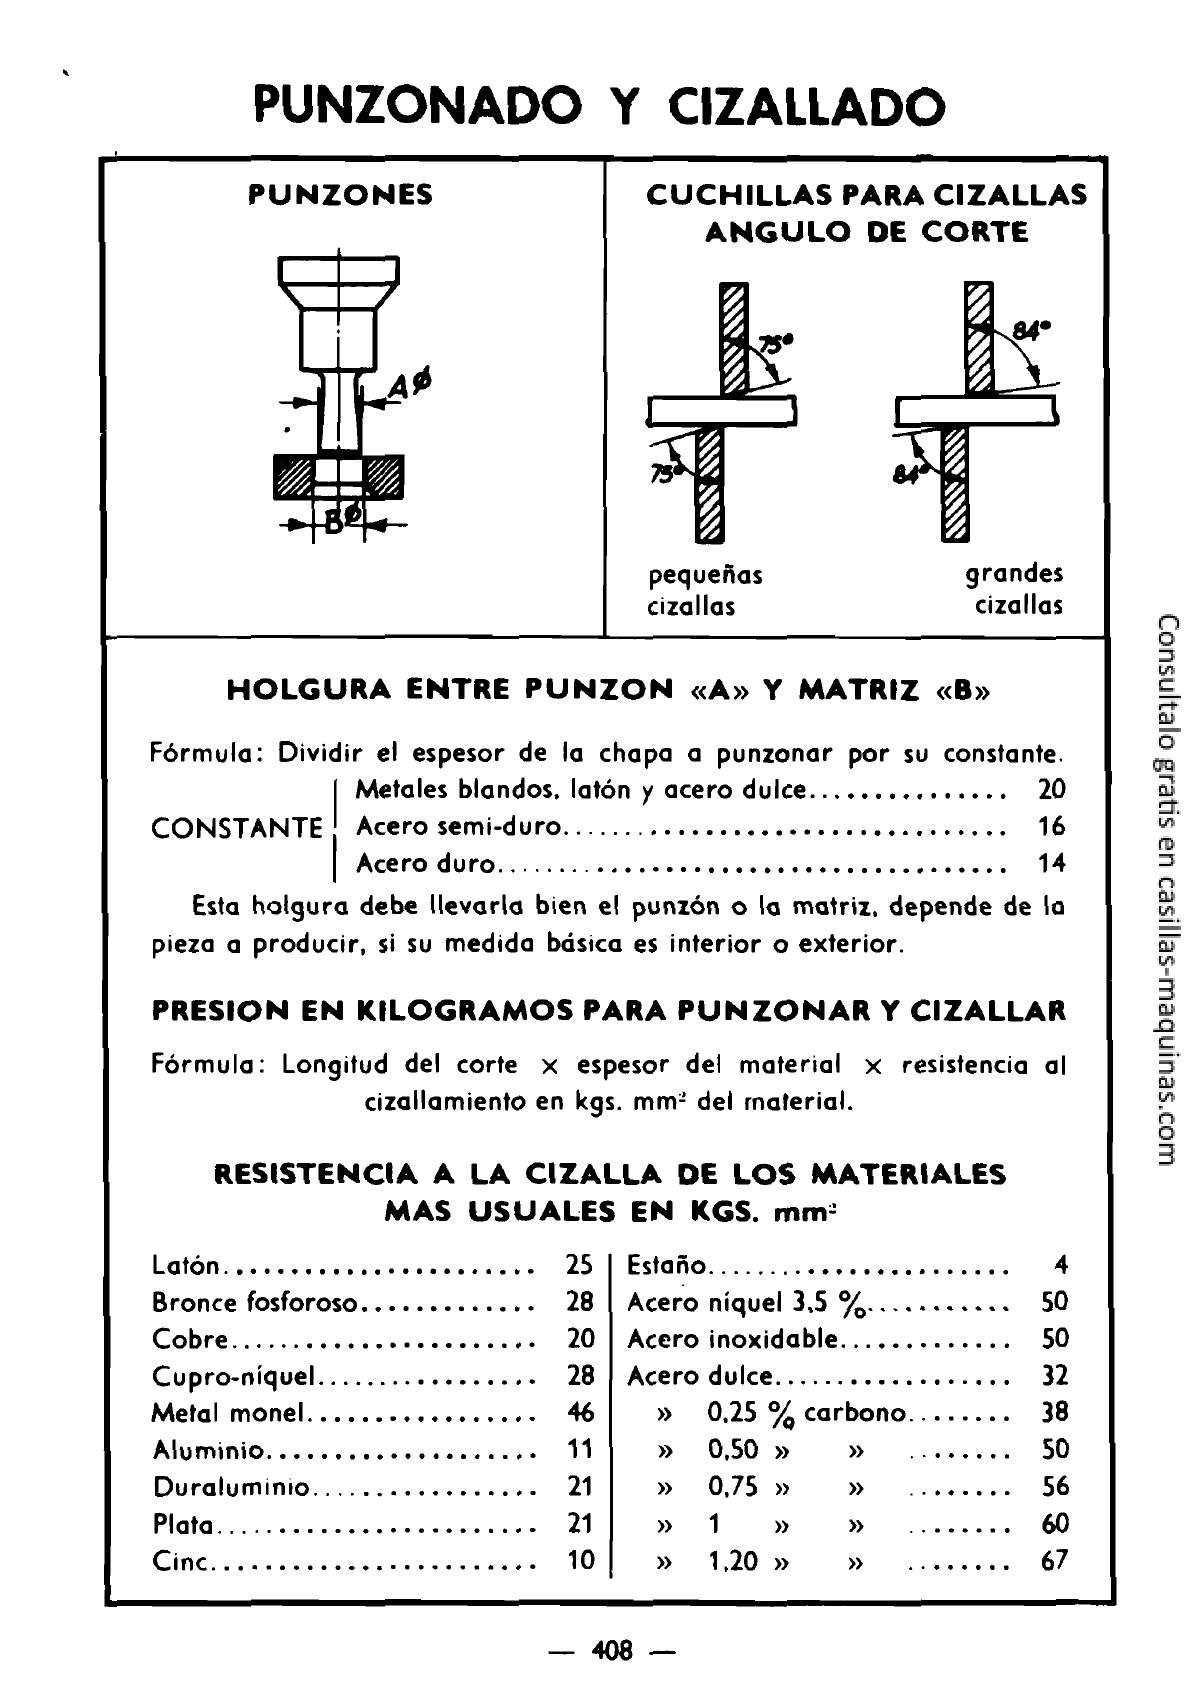 PUNZONADO Y CIZALLADO
PUNZONES
AØ
BØ
CUCHILLAS PARA CIZALLAS
ANGULO DE CORTE
75°
84°
75°
84°
pequeñas
cizallas
grandes
cizallas
HOLGURA ENTRE PUNZON «A» Y MATRIZ «B»
Fórmula: Dividir el espesor de la chapa a punzonar por su constante.
Metales blandos, latón y acero dulce................ 20
CONSTANTE Acero semi-duro................................. 16
Acero duro...................................... 14
Esta holgura debe llevarla bien el punzón o la matriz, depende de la
pieza a producir, si su medida básica es interior o exterior.
PRESION EN KILOGRAMOS PARA PUNZONAR Y CIZALLAR
Fórmula: Longitud del corte x espesor del material x resistencia al
cizallamiento en kgs. mm² del material.
RESISTENCIA A LA CIZALLA DE LOS MATERIALES
MAS USUALES EN KGS. mm²
Latón....................... 25
Bronce fosforoso............. 28
Cobre....................... 20
Cupro-níquel................. 28
Metal monel................. 46
Aluminio.................... 11
Duraluminio................. 21
Plata........................ 21
Cinc........................ 10
Estaño....................... 4
Acero níquel 3,5 %........... 50
Acero inoxidable............. 50
Acero dulce.................. 32
» 0,25 % carbono........ 38
» 0,50 » » ........ 50
» 0,75 » » ........ 56
» 1 » » ........ 60
» 1,20 » » ........ 67
— 408 —
Consultalo gratis en casillas-maquinas.com